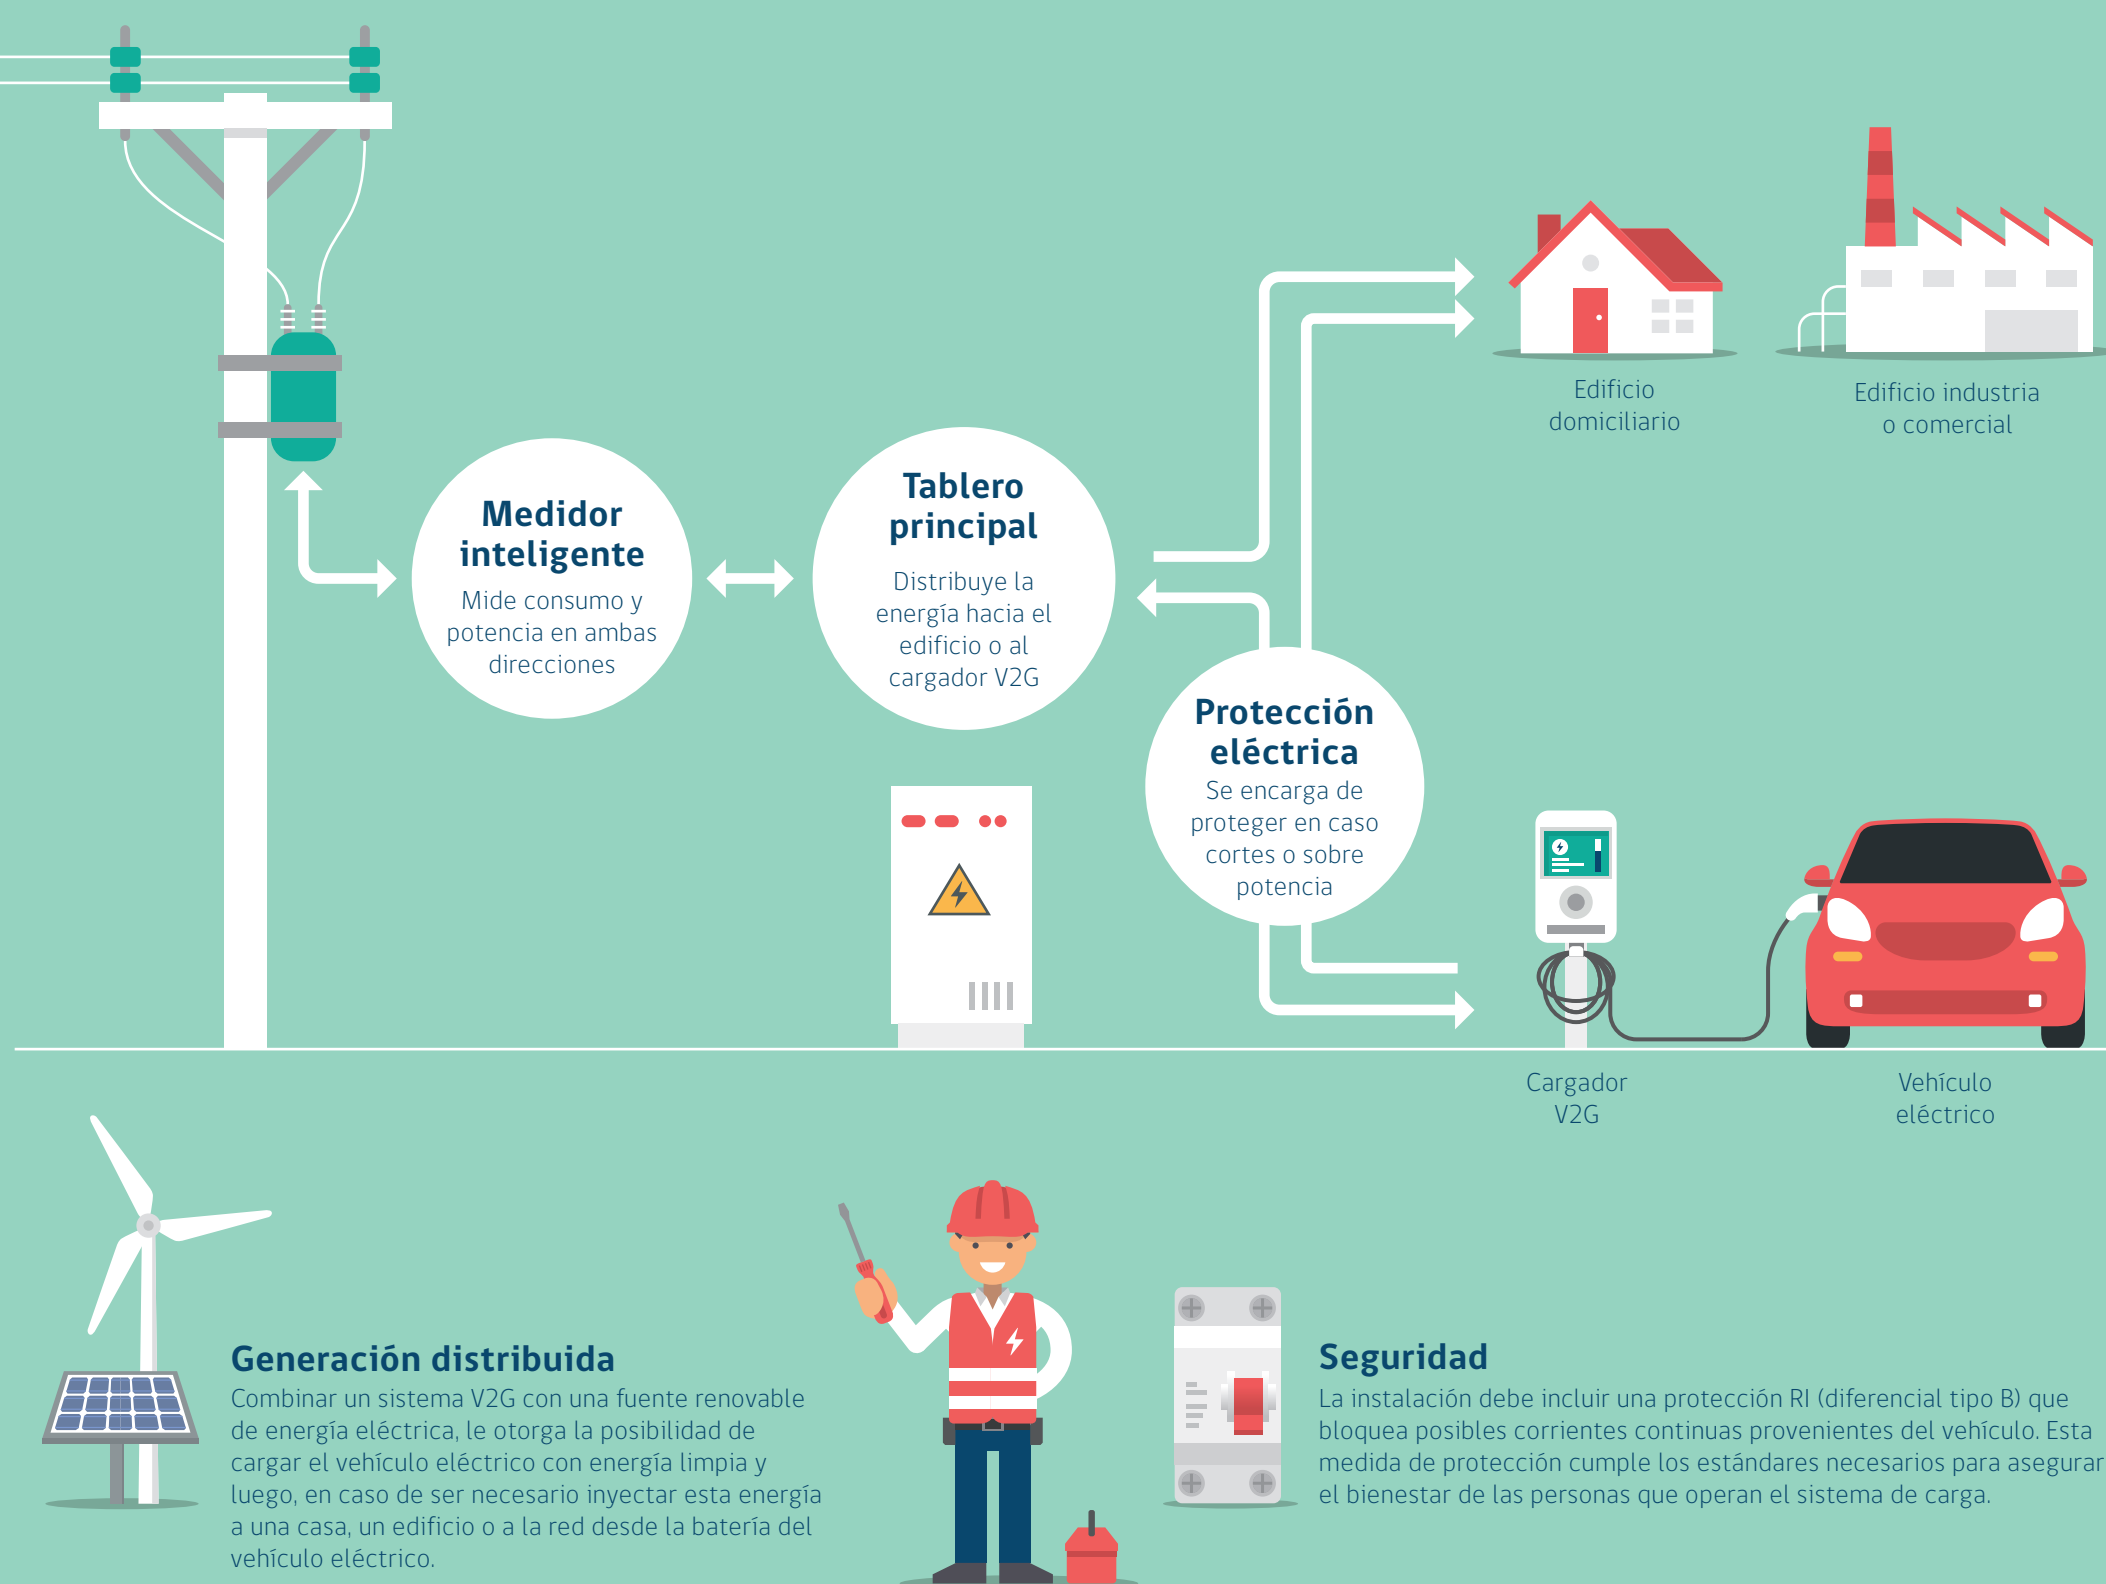 Medidor
inteligente
Mide consumo y
potencia en ambas
direcciones
Tablero
principal
Distribuye la
energía hacia el
edificio o al
cargador V2G
Edificio
domiciliario
Edificio industria
o comercial
Protección
eléctrica
Se encarga de
proteger en caso
cortes o sobre
potencia
Cargador
V2G
Vehículo
eléctrico
Generación distribuida
Combinar un sistema V2G con una fuente renovable
de energía eléctrica, le otorga la posibilidad de
cargar el vehículo eléctrico con energía limpia y
luego, en caso de ser necesario inyectar esta energía
a una casa, un edificio o a la red desde la batería del
vehículo eléctrico.
Seguridad
La instalación debe incluir una protección RI (diferencial tipo B) que
bloquea posibles corrientes continuas provenientes del vehículo. Esta
medida de protección cumple los estándares necesarios para asegurar
el bienestar de las personas que operan el sistema de carga.